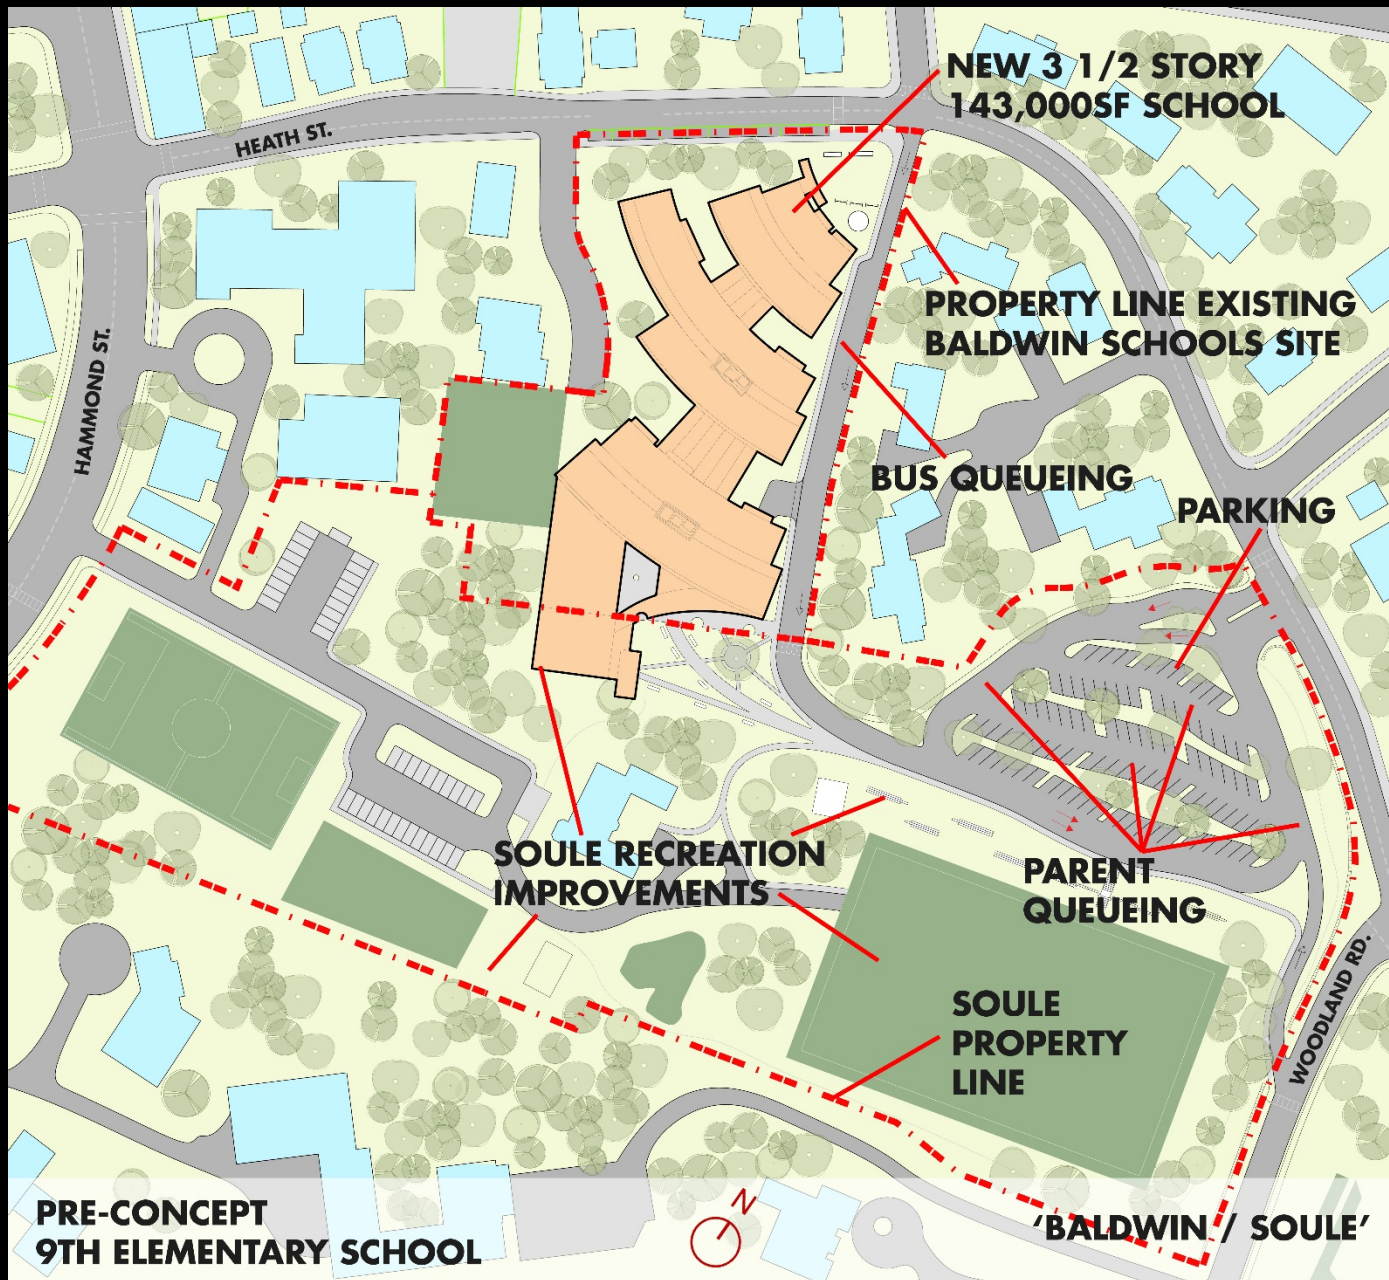 NEW 3 1/2 STORY
143,000SF SCHOOL
HEATH ST.
PROPERTY LINE EXISTING
BALDWIN SCHOOLS SITE
HAMMOND ST.
BUS QUEUEING
PARKING
SOULE RECREATION
IMPROVEMENTS
PARENT
QUEUEING
SOULE
PROPERTY
LINE
WOODLAND RD.
PRE-CONCEPT
9TH ELEMENTARY SCHOOL
N
'BALDWIN / SOULE'